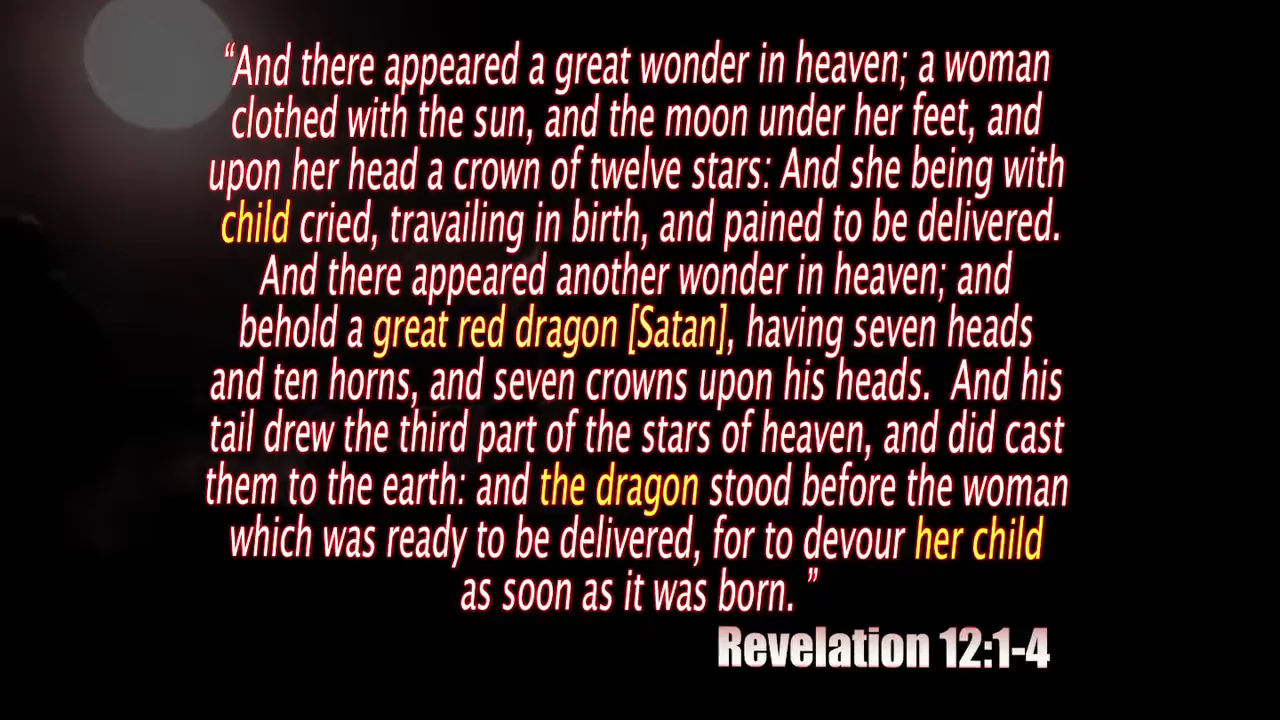 “And there appeared a great wonder in heaven; a woman
clothed with the sun, and the moon under her feet, and
upon her head a crown of twelve stars: And she being with
child cried, travailing in birth, and pained to be delivered.
And there appeared another wonder in heaven; and
behold a great red dragon [Satan], having seven heads
and ten horns, and seven crowns upon his heads.  And his
tail drew the third part of the stars of heaven, and did cast
them to the earth: and the dragon stood before the woman
which was ready to be delivered, for to devour her child
as soon as it was born. ”
Revelation 12:1-4